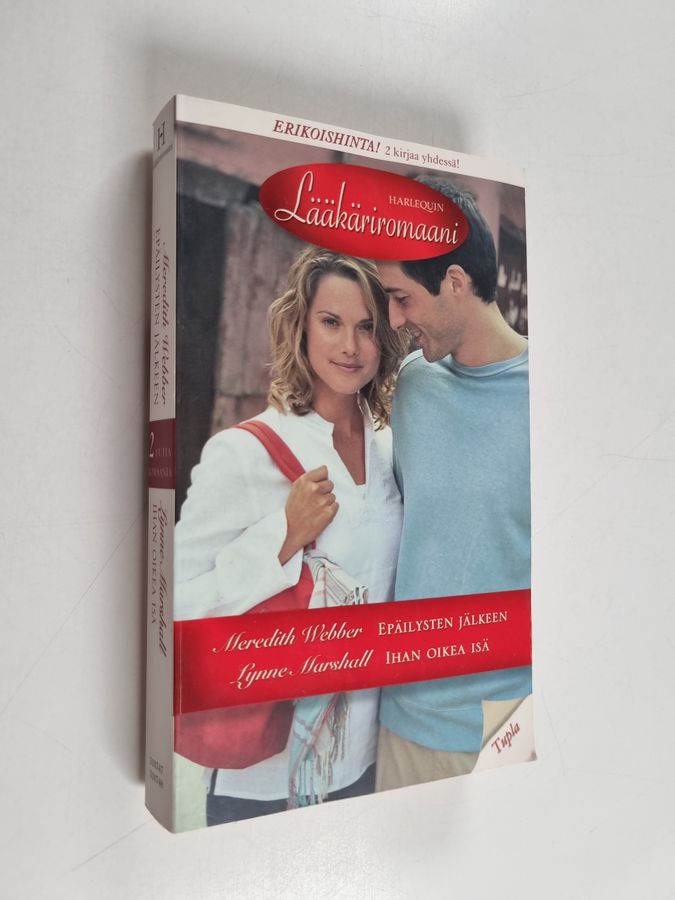 ERIKOISHINTA! 2 kirjaa yhdessä!
HARLEQUIN
Lääkäriromaani
Meredith Webber EPÄILYSTEN JÄLKEEN
Lynne Marshall IHAN OIKEA ISÄ
Tupla
H
Meredith Webber
EPÄILYSTEN JÄLKEEN
2
Lynne Marshall
IHAN OIKEA ISÄ